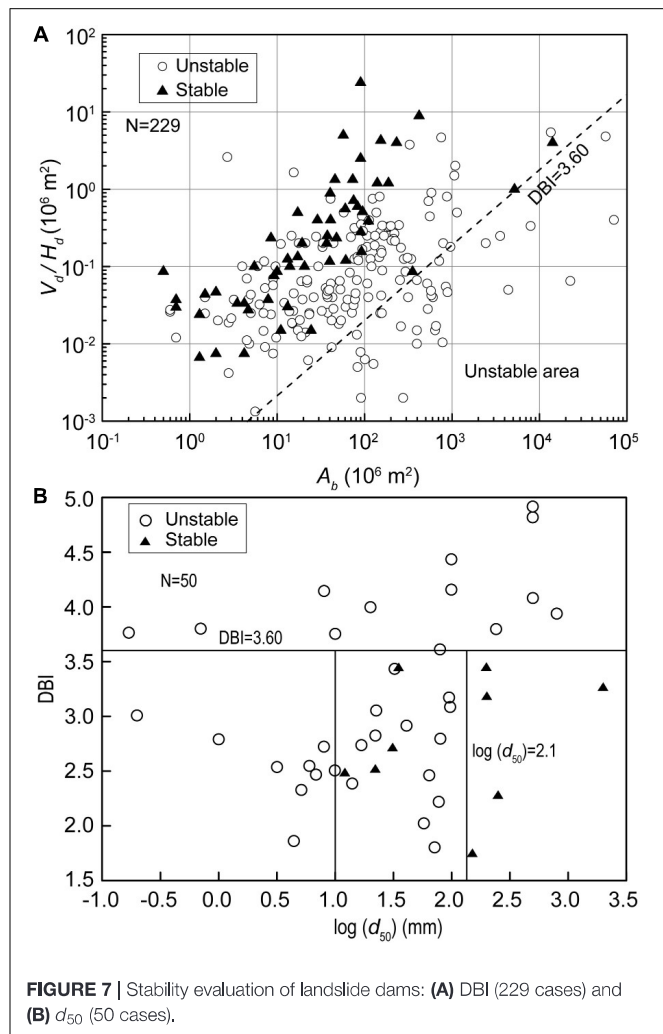 A
Unstable
Stable
N=229
DBI=3.60
Unstable area
10²
10¹
10⁰
10⁻¹
10⁻²
10⁻³
V_d/H_d (10⁶ m²)
10⁻¹ 10⁰ 10¹ 10² 10³ 10⁴ 10⁵
A_b (10⁶ m²)
B
Unstable
Stable
N=50
DBI=3.60
log (d₅₀)=2.1
5.0
4.5
4.0
3.5
3.0
2.5
2.0
1.5
DBI
-1.0 -0.5 0.0 0.5 1.0 1.5 2.0 2.5 3.0 3.5
log (d₅₀) (mm)
FIGURE 7 | Stability evaluation of landslide dams: (A) DBI (229 cases) and
(B) d₅₀ (50 cases).